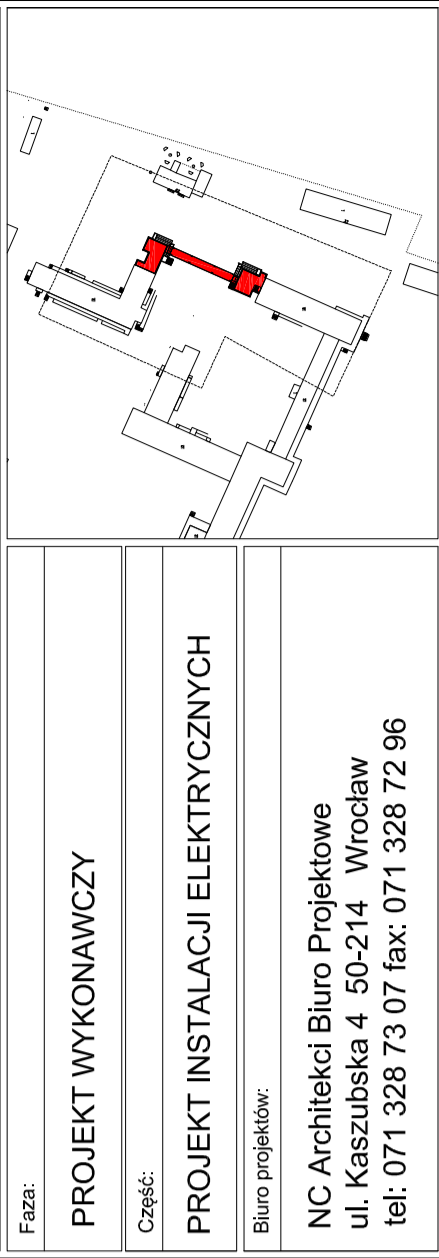 Faza:
PROJEKT WYKONAWCZY
Część:
PROJEKT INSTALACJI ELEKTRYCZNYCH
Biuro projektów:
NC Architekci Biuro Projektowe
ul. Kaszubska 4 50-214 Wrocław
tel: 071 328 73 07 fax: 071 328 72 96